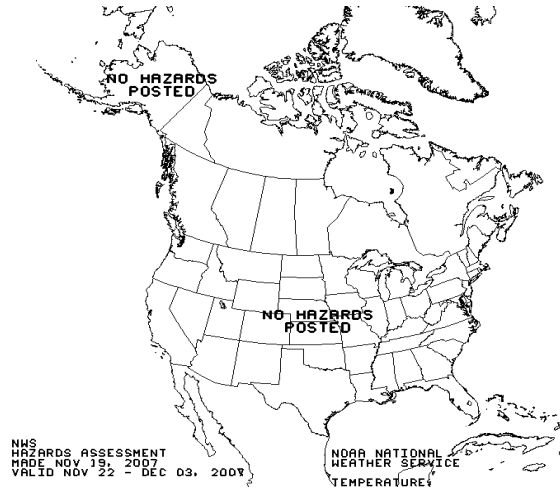 NO HAZARDS
POSTED
NO HAZARDS
POSTED
NWS
HAZARDS ASSESSMENT
MADE NOV 19, 2007
VALID NOV 22 - DEC 03, 2007
NOAA NATIONAL
WEATHER SERVICE
TEMPERATURE